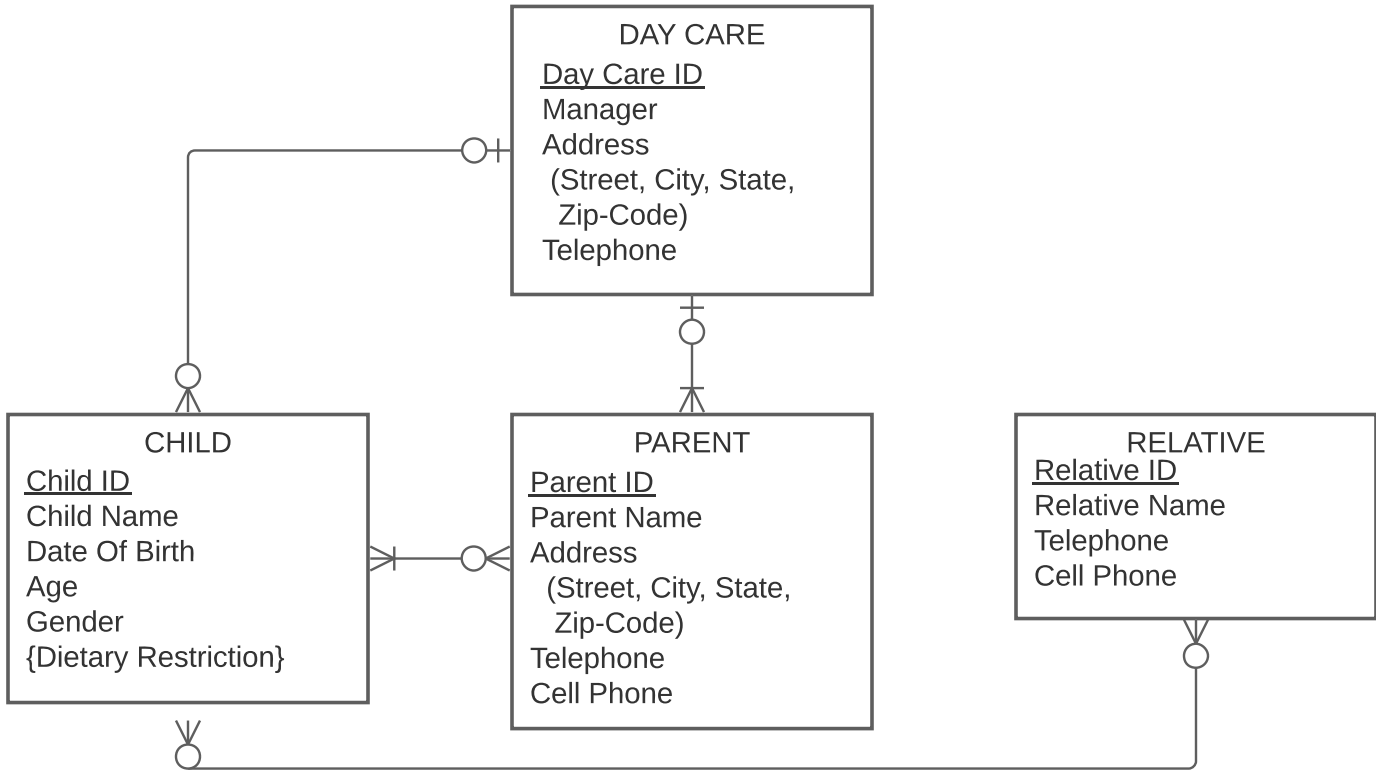 DAY CARE
Day Care ID
Manager
Address
(Street, City, State,
Zip-Code)
Telephone
CHILD
Child ID
Child Name
Date Of Birth
Age
Gender
{Dietary Restriction}
PARENT
Parent ID
Parent Name
Address
(Street, City, State,
Zip-Code)
Telephone
Cell Phone
RELATIVE
Relative ID
Relative Name
Telephone
Cell Phone